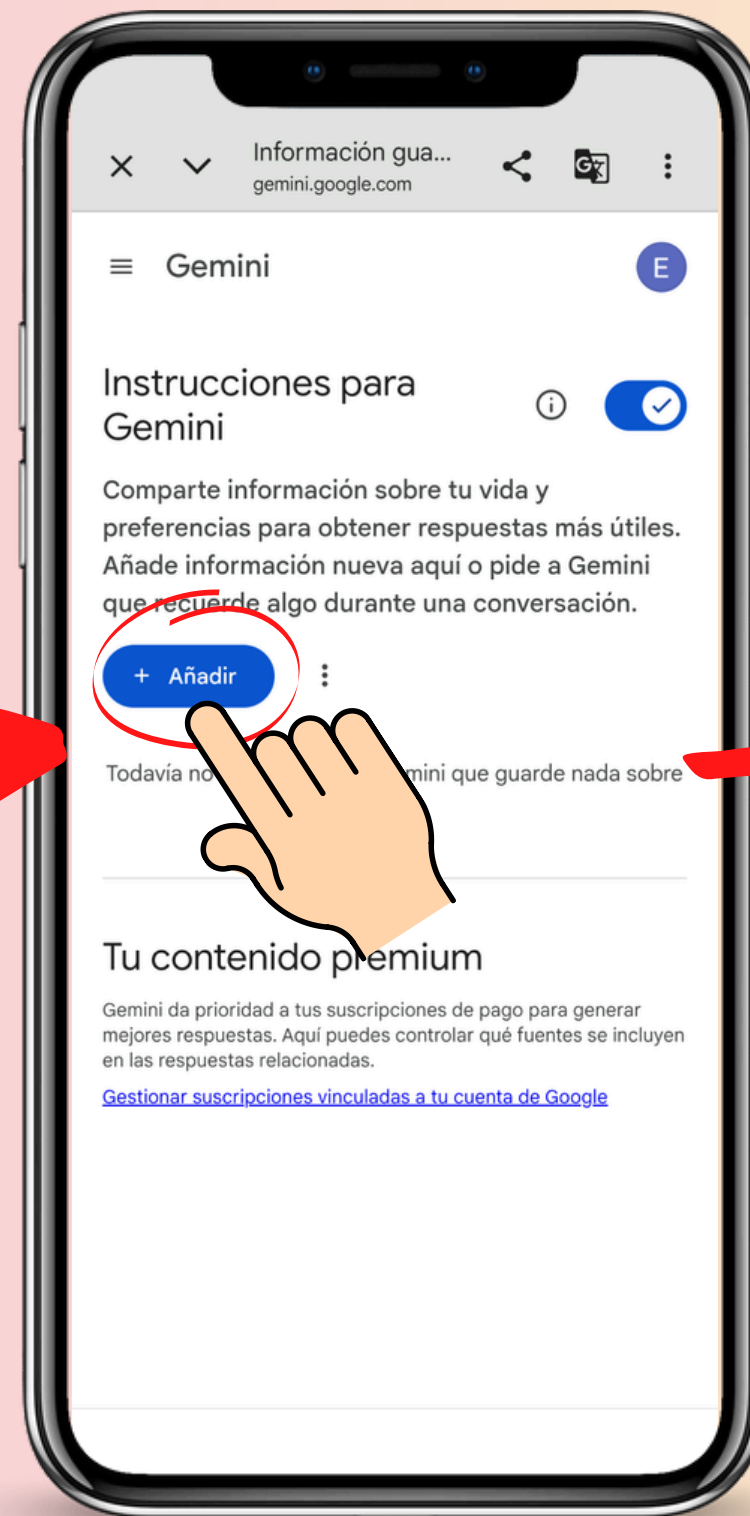 Información gua...
gemini.google.com
Gemini
E
Instrucciones para
Gemini
Comparte información sobre tu vida y
preferencias para obtener respuestas más útiles.
Añade información nueva aquí o pide a Gemini
que recuerde algo durante una conversación.
+ Añadir
Todavía no mini que guarde nada sobre
Tu contenido premium
Gemini da prioridad a tus suscripciones de pago para generar
mejores respuestas. Aquí puedes controlar qué fuentes se incluyen
en las respuestas relacionadas.
Gestionar suscripciones vinculadas a tu cuenta de Google